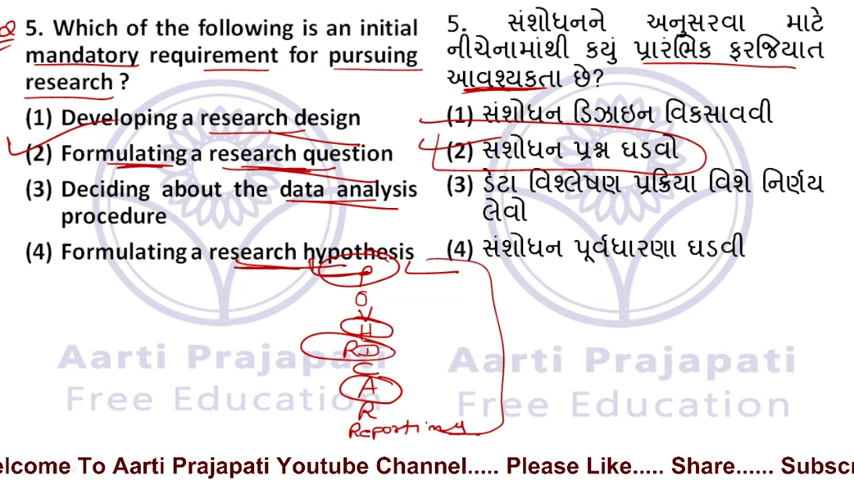 5. Which of the following is an initial
mandatory requirement for pursuing
research ?
(1) Developing a research design
(2) Formulating a research question
(3) Deciding about the data analysis
procedure
(4) Formulating a research hypothesis
5. સંશોધનને અનુસરવા માટે
નીચેનામાંથી કયું પ્રારંભિક ફરજિયાત
આવશ્યકતા છે?
(1) સંશોધન ડિઝાઇન વિકસાવવી
(2) સંશોધન પ્રશ્ન ઘડવો
(3) ડેટા વિશ્લેષણ પ્રક્રિયા વિશે નિર્ણય
લેવો
(4) સંશોધન પૂર્વધારણા ઘડવી
P
O
V
H
RD
C
A
R
Reporting
Aarti Prajapati
Free Education
Aarti Prajapati
Free Education
elcome To Aarti Prajapati Youtube Channel..... Please Like..... Share...... Subscr